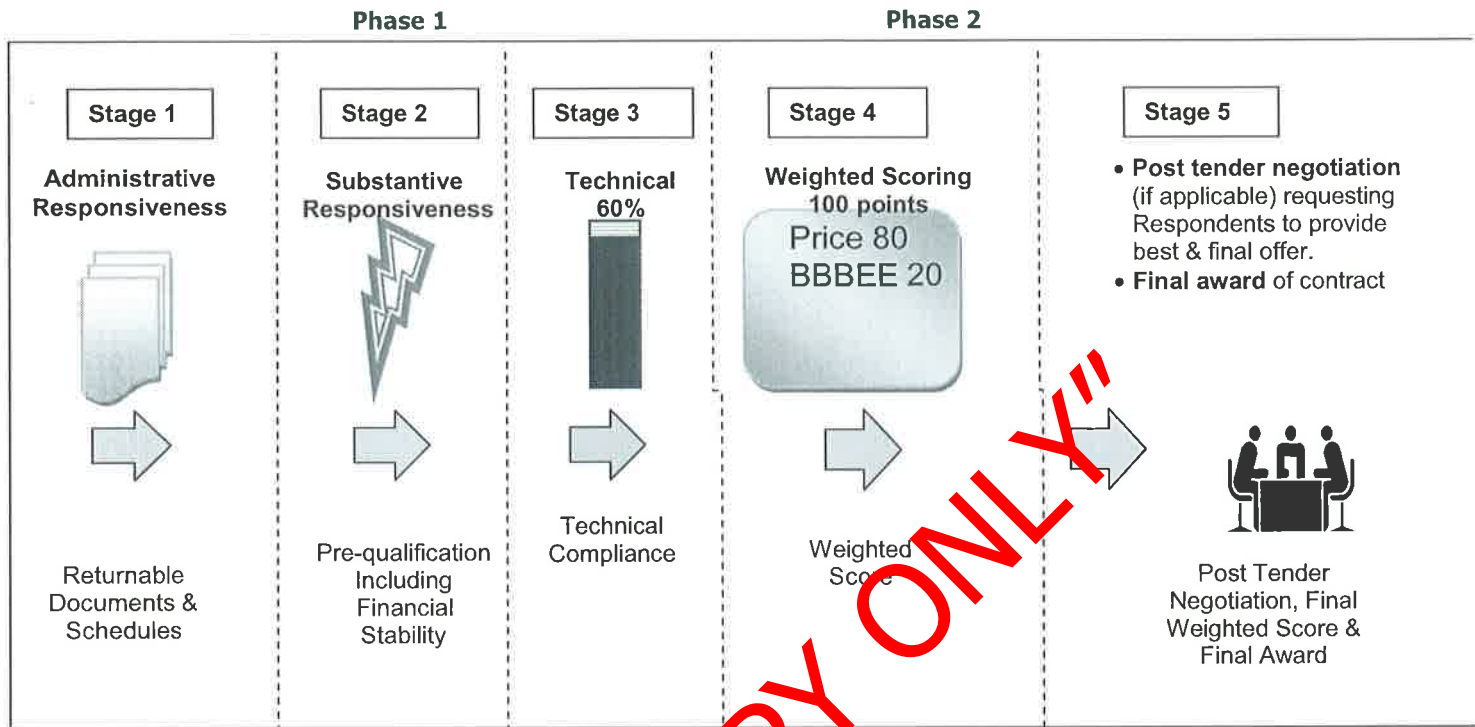 Phase 1
Phase 2
Stage 1
Administrative
Responsiveness
Returnable
Documents &
Schedules
Stage 2
Substantive
Responsiveness
Pre-qualification
Including
Financial
Stability
Stage 3
Technical
60%
Technical
Compliance
Stage 4
Weighted Scoring
100 points
Price 80
BBBEE 20
Weighted
Score
Stage 5
• Post tender negotiation
(if applicable) requesting
Respondents to provide
best & final offer.
• Final award of contract
Post Tender
Negotiation, Final
Weighted Score &
Final Award
ONLY"